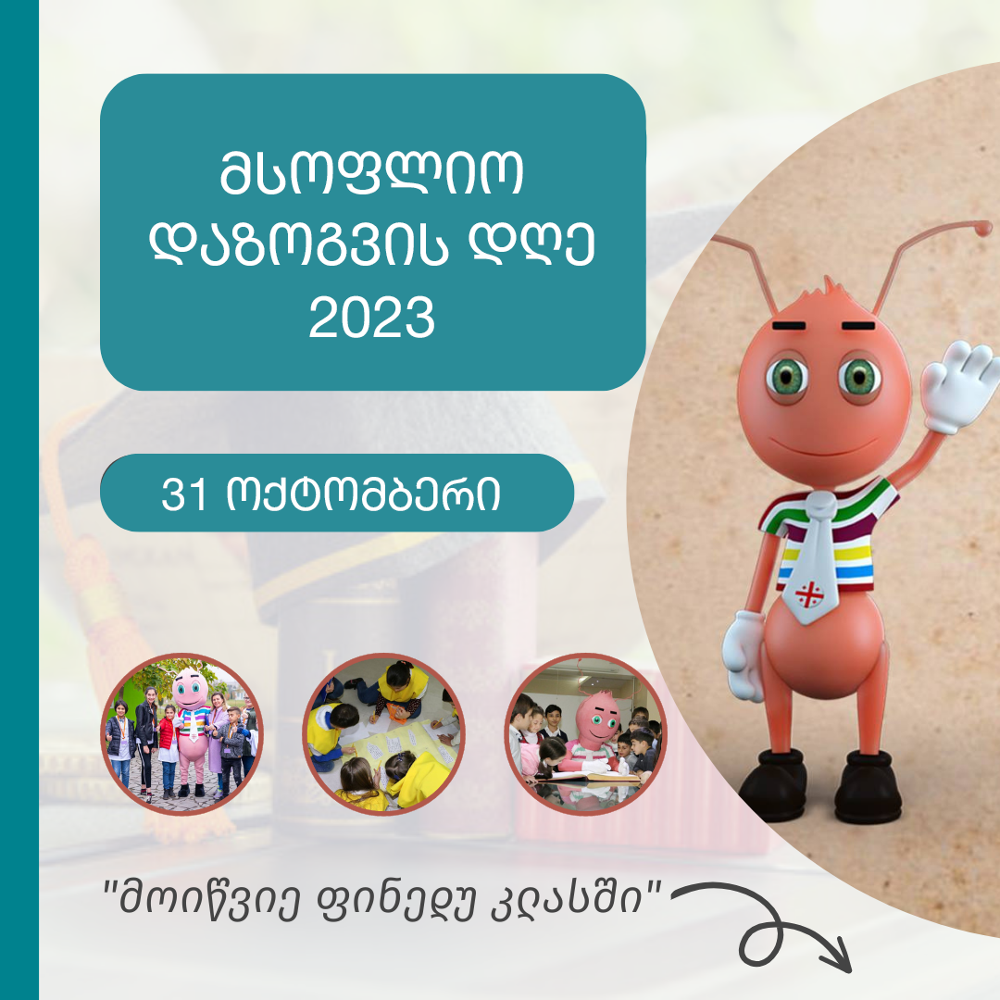 მსოფლიო
დაზოგვის დღე
2023
31 ოქტომბერი
"მოიწვიე ფინედუ კლასში"